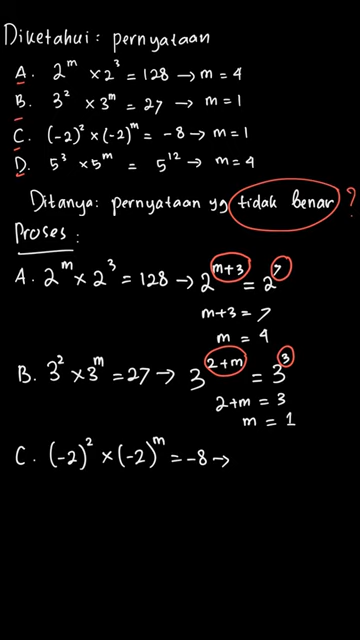 Diketahui : pernyataan
A. 2^m × 2^3 = 128 → m = 4
B. 3^2 × 3^m = 27 → m = 1
C. (-2)^2 × (-2)^m = -8 → m = 1
D. 5^3 × 5^m = 5^12 → m = 4
Ditanya: pernyataan yg tidak benar ?
Proses :
A. 2^m × 2^3 = 128 → 2^(m+3) = 2^7
m+3 = 7
m = 4
B. 3^2 × 3^m = 27 → 3^(2+m) = 3^3
2+m = 3
m = 1
C. (-2)^2 × (-2)^m = -8 →